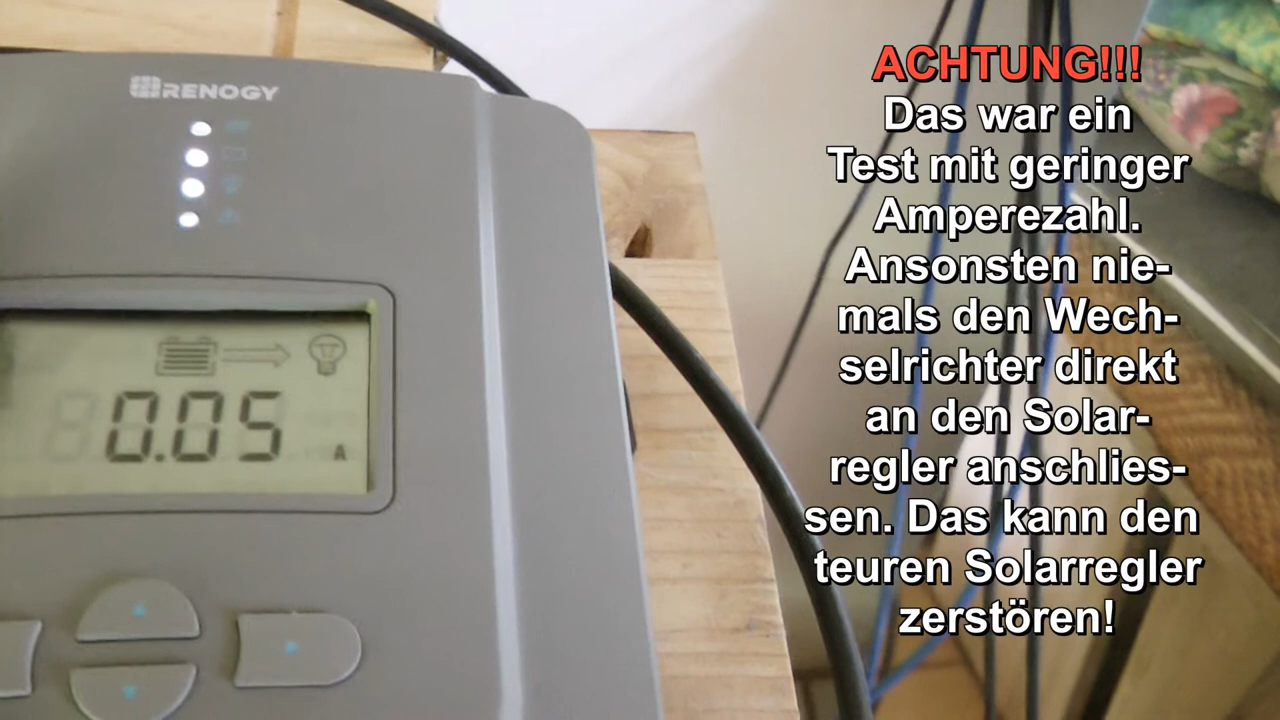 RENOGY
0.05
A
ACHTUNG!!!
Das war ein
Test mit geringer
Amperezahl.
Ansonsten nie-
mals den Wech-
selrichter direkt
an den Solar-
regler anschlies-
sen. Das kann den
teuren Solarregler
zerstören!